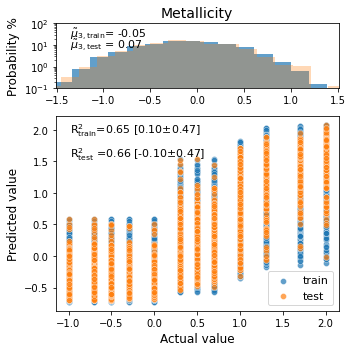 Metallicity
Probability %
10² 10¹ 10⁰ 10⁻¹
μ̃₃,train= -0.05
μ̃₃,test = 0.07
−1.5 −1.0 −0.5 0.0 0.5 1.0 1.5
Predicted value
2.0 1.5 1.0 0.5 0.0 −0.5
R²train=0.65 [0.10±0.47]
R²test =0.66 [-0.10±0.47]
train
test
−1.0 −0.5 0.0 0.5 1.0 1.5 2.0
Actual value